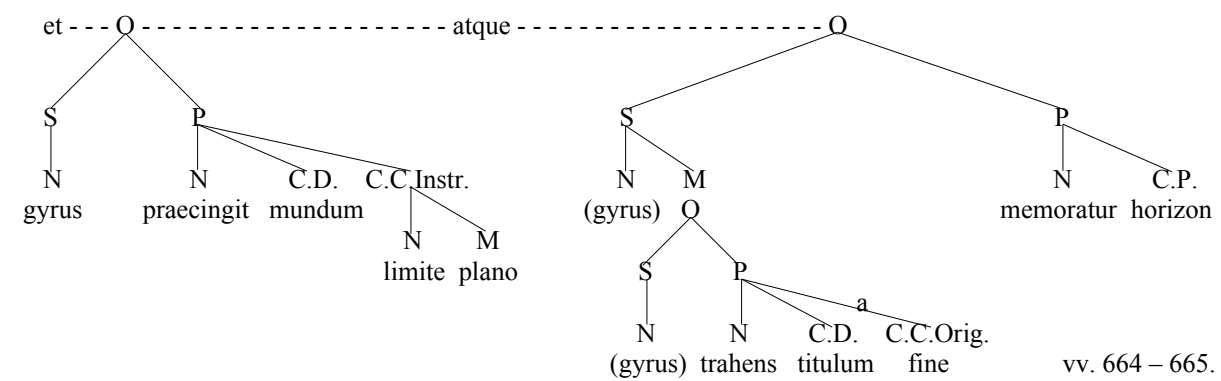 et - - - O - - - - - - - - - - - - - - - - - - - - - - - - atque - - - - - - - - - - - - - - - - - - - - - - - - O
S P S P
N N C.D. C.C.Instr. N M N C.P.
gyrus praecingit mundum (gyrus) O memoratur horizon
N M
limite plano
S P
a
N N C.D. C.C.Orig.
(gyrus) trahens titulum fine vv. 664 – 665.